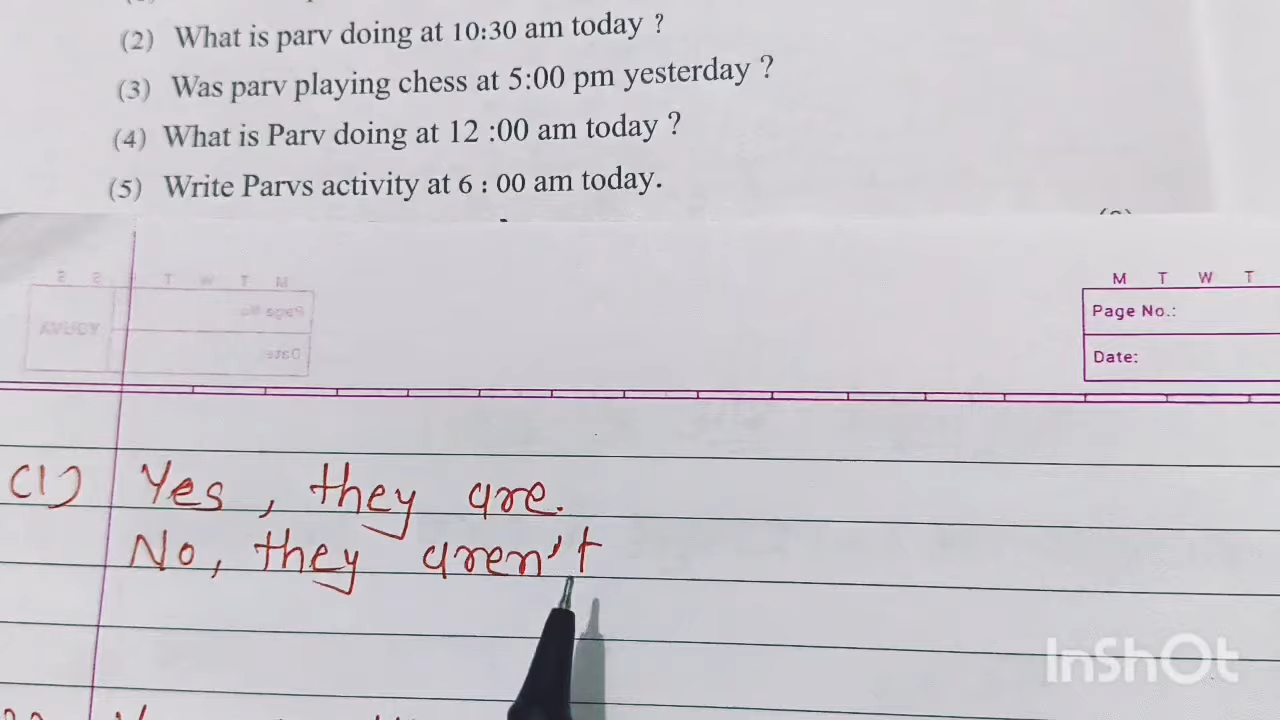 (2) What is parv doing at 10:30 am today ?
(3) Was parv playing chess at 5:00 pm yesterday ?
(4) What is Parv doing at 12 :00 am today ?
(5) Write Parvs activity at 6 : 00 am today.
M T W T
Page No.:
Date:
(1) Yes, they are.
No, they aren't
InShOt